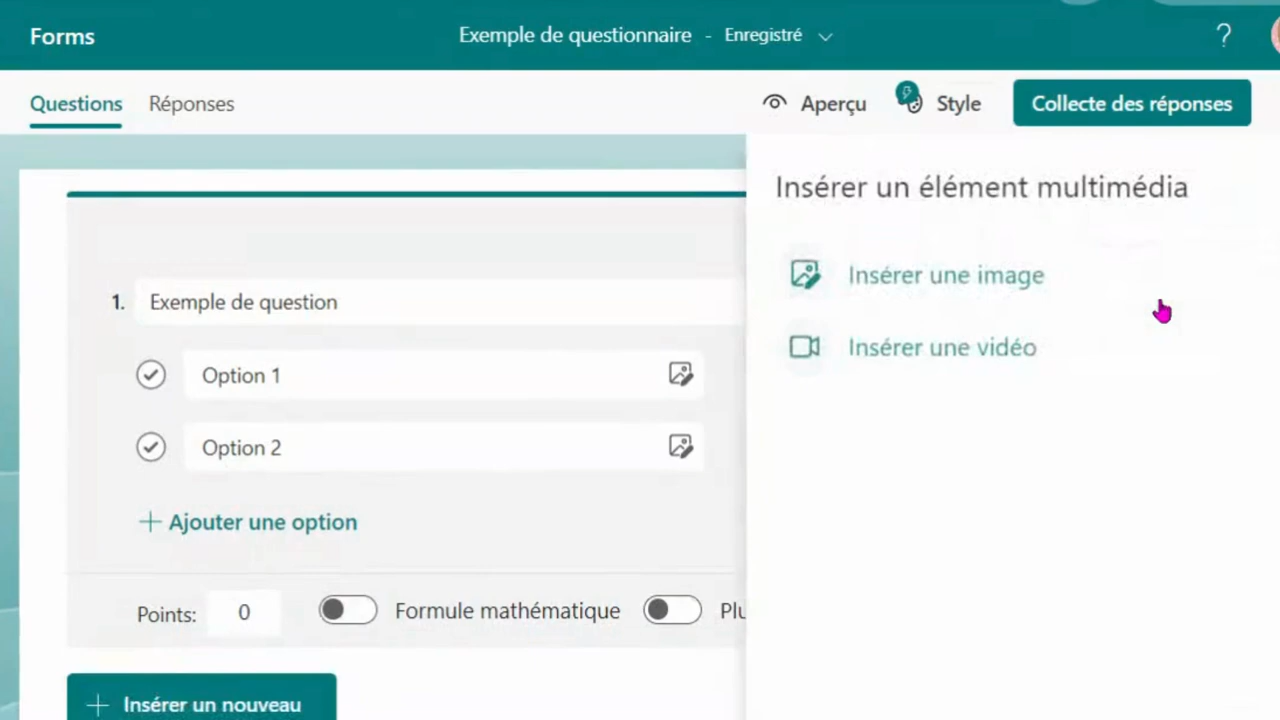 Forms
Exemple de questionnaire - Enregistré
?
Questions Réponses
Aperçu Style Collecte des réponses
Insérer un élément multimédia
Insérer une image
Insérer une vidéo
1. Exemple de question
Option 1
Option 2
+ Ajouter une option
Points: 0 Formule mathématique Plu
+ Insérer un nouveau